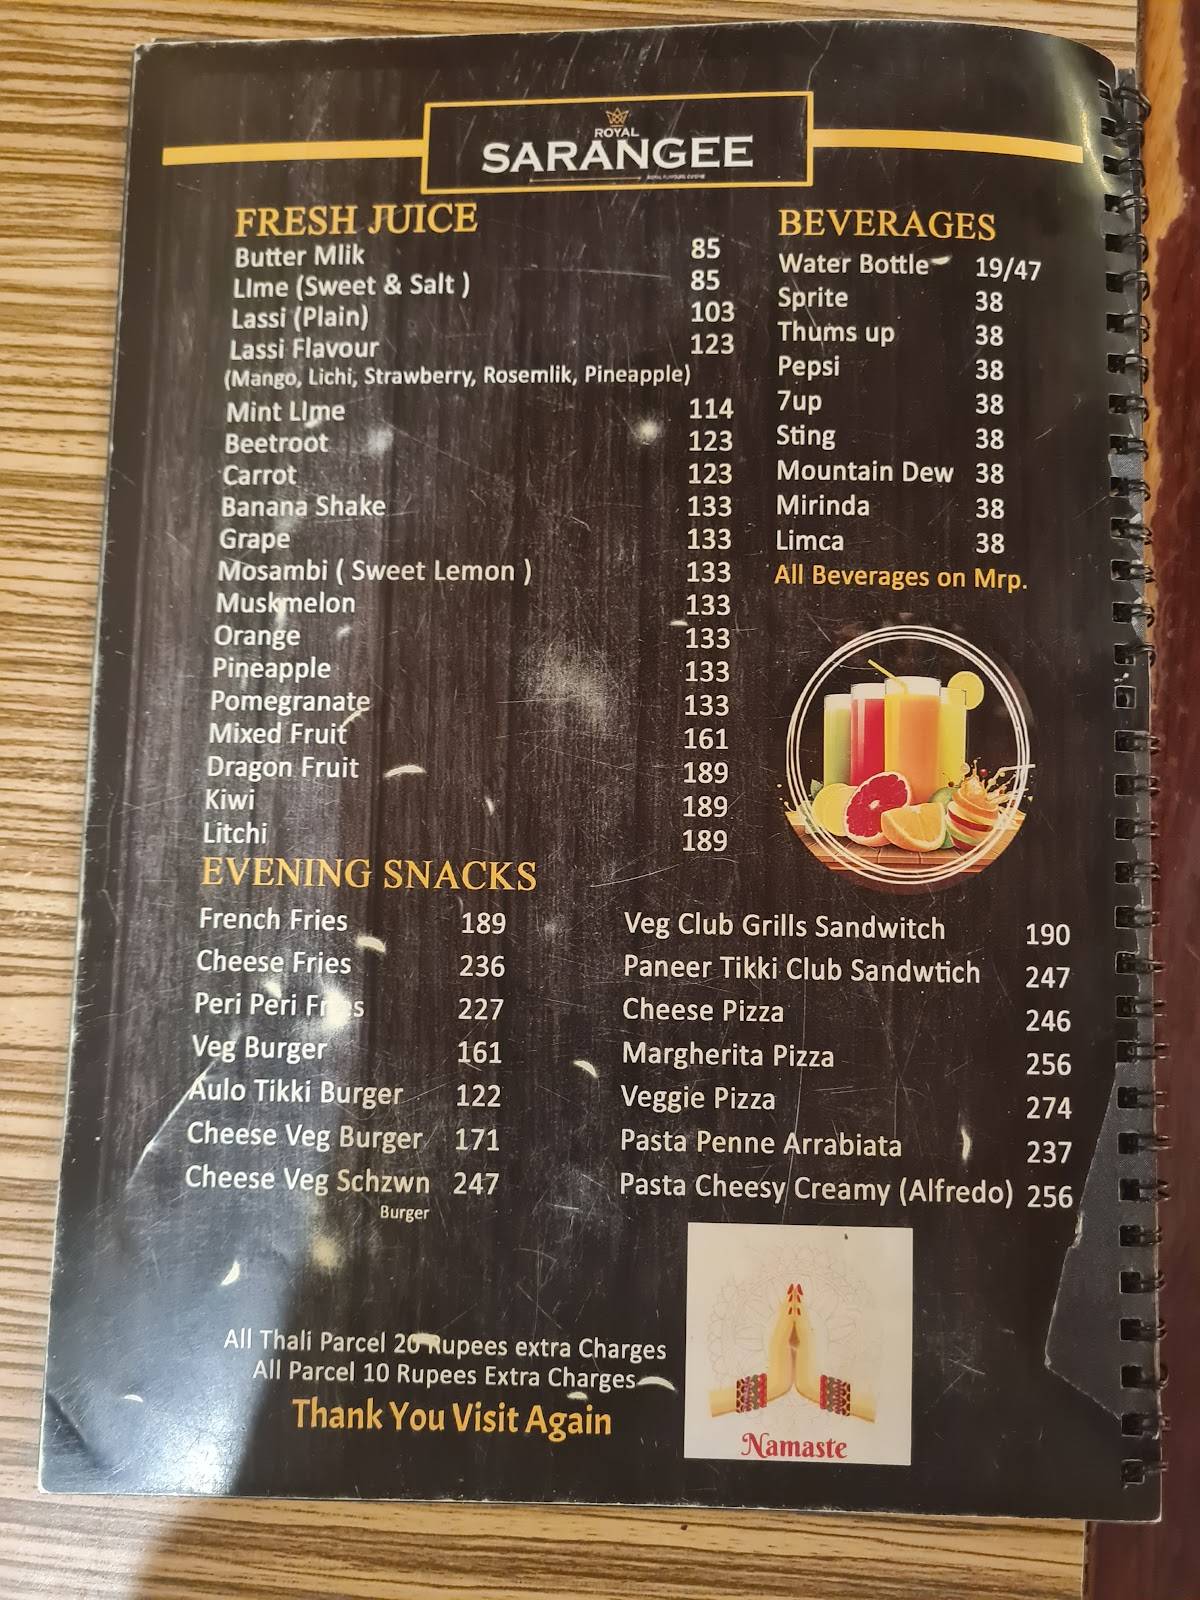 ROYAL
SARANGEE
FRESH JUICE
Butter Mlik 85
LIme (Sweet & Salt ) 85
Lassi (Plain) 103
Lassi Flavour 123
(Mango, Lichi, Strawberry, Rosemlik, Pineapple)
Mint LIme 114
Beetroot 123
Carrot 123
Banana Shake 133
Grape 133
Mosambi ( Sweet Lemon ) 133
Muskmelon 133
Orange 133
Pineapple 133
Pomegranate 133
Mixed Fruit 161
Dragon Fruit 189
Kiwi 189
Litchi 189
BEVERAGES
Water Bottle 19/47
Sprite 38
Thums up 38
Pepsi 38
7up 38
Sting 38
Mountain Dew 38
Mirinda 38
Limca 38
All Beverages on Mrp.
EVENING SNACKS
French Fries 189
Cheese Fries 236
Peri Peri Fries 227
Veg Burger 161
Aulo Tikki Burger 122
Cheese Veg Burger 171
Cheese Veg Schzwn 247
Burger
Veg Club Grills Sandwitch 190
Paneer Tikki Club Sandwtich 247
Cheese Pizza 246
Margherita Pizza 256
Veggie Pizza 274
Pasta Penne Arrabiata 237
Pasta Cheesy Creamy (Alfredo) 256
All Thali Parcel 20 Rupees extra Charges
All Parcel 10 Rupees Extra Charges
Thank You Visit Again
Namaste